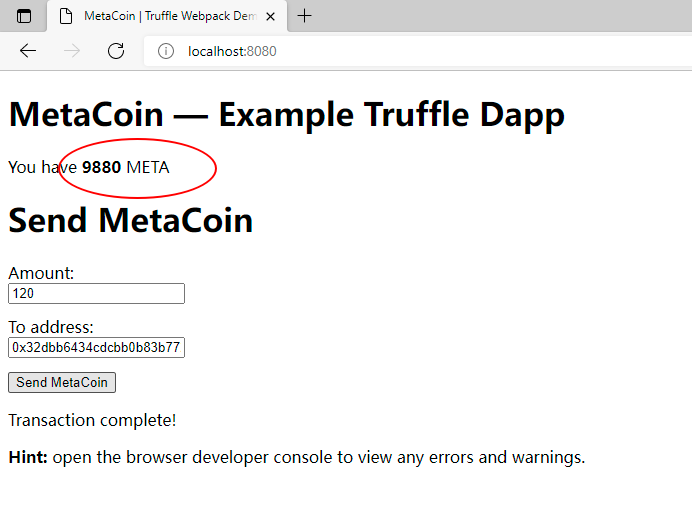 MetaCoin | Truffle Webpack Dem
localhost:8080
MetaCoin — Example Truffle Dapp
You have 9880 META
Send MetaCoin
Amount:
120
To address:
0x32dbb6434cdcbb0b83b77
Send MetaCoin
Transaction complete!
Hint: open the browser developer console to view any errors and warnings.